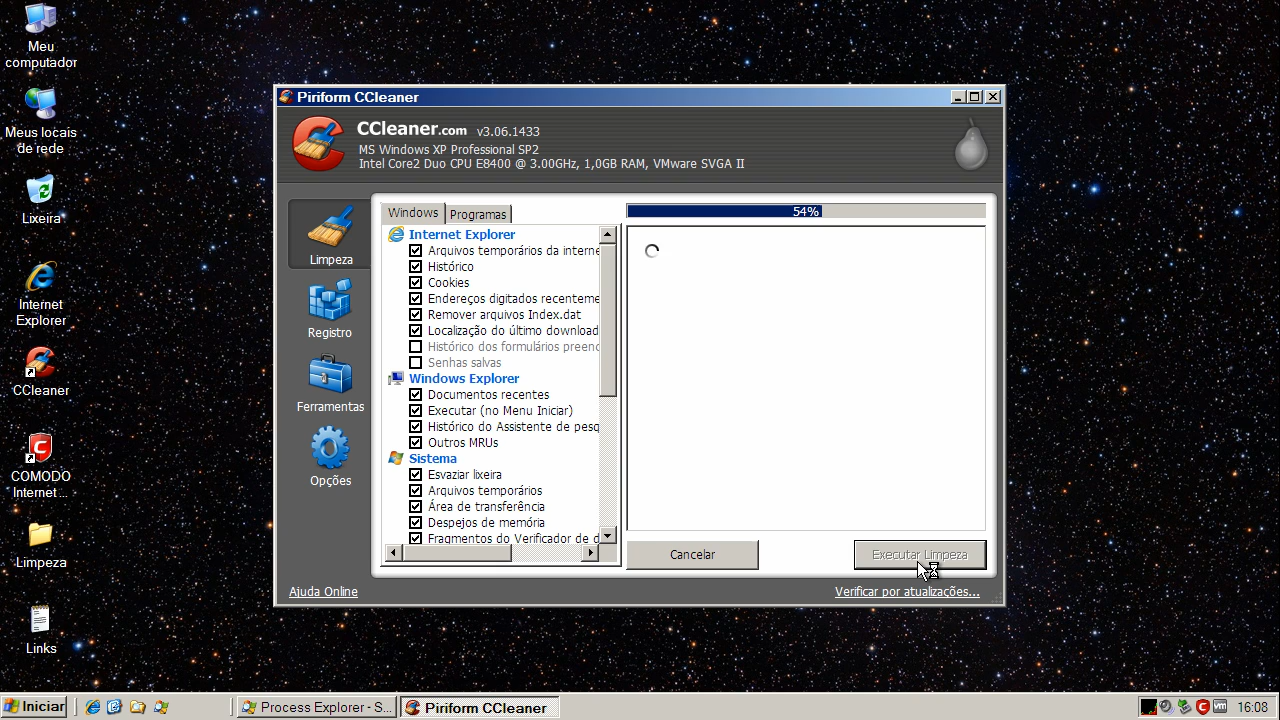 Meu
computador
Meus locais
de rede
Lixeira
Internet
Explorer
CCleaner
COMODO
Internet ...
Limpeza
Links
Piriform CCleaner
CCleaner.com v3.06.1433
MS Windows XP Professional SP2
Intel Core2 Duo CPU E8400 @ 3.00GHz, 1,0GB RAM, VMware SVGA II
Limpeza
Registro
Ferramentas
Opções
Windows
Programas
Internet Explorer
Arquivos temporários da interne
Histórico
Cookies
Endereços digitados recenteme
Remover arquivos Index.dat
Localização do último download
Histórico dos formulários preenc
Senhas salvas
Windows Explorer
Documentos recentes
Executar (no Menu Iniciar)
Histórico do Assistente de pesq
Outros MRUs
Sistema
Esvaziar lixeira
Arquivos temporários
Área de transferência
Despejos de memória
Fragmentos do Verificador de d
54%
Cancelar
Executar Limpeza
Ajuda Online
Verificar por atualizações...
Iniciar
Process Explorer - S...
Piriform CCleaner
16:08